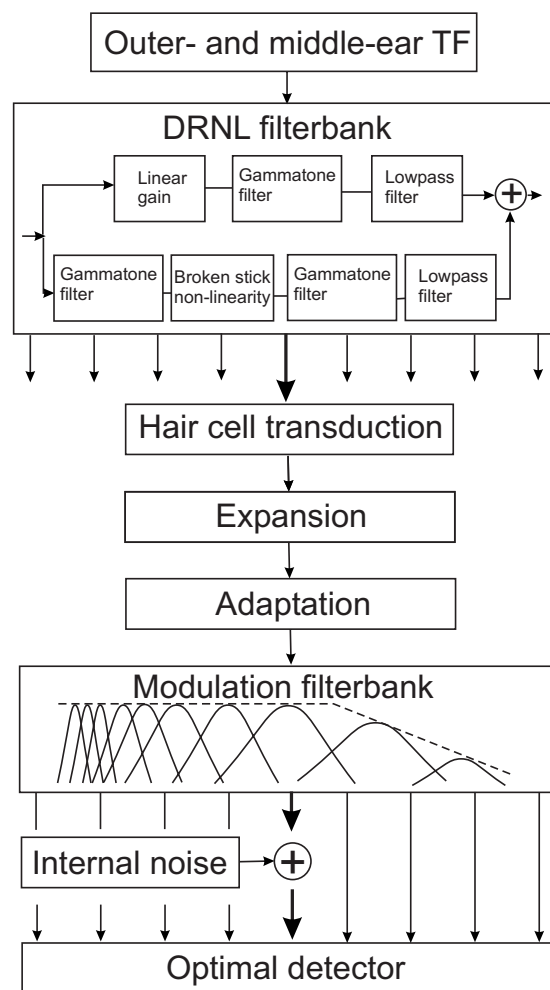 Outer- and middle-ear TF
DRNL filterbank
Linear
gain
Gammatone
filter
Lowpass
filter
+
Gammatone
filter
Broken stick
non-linearity
Gammatone
filter
Lowpass
filter
Hair cell transduction
Expansion
Adaptation
Modulation filterbank
Internal noise
+
Optimal detector